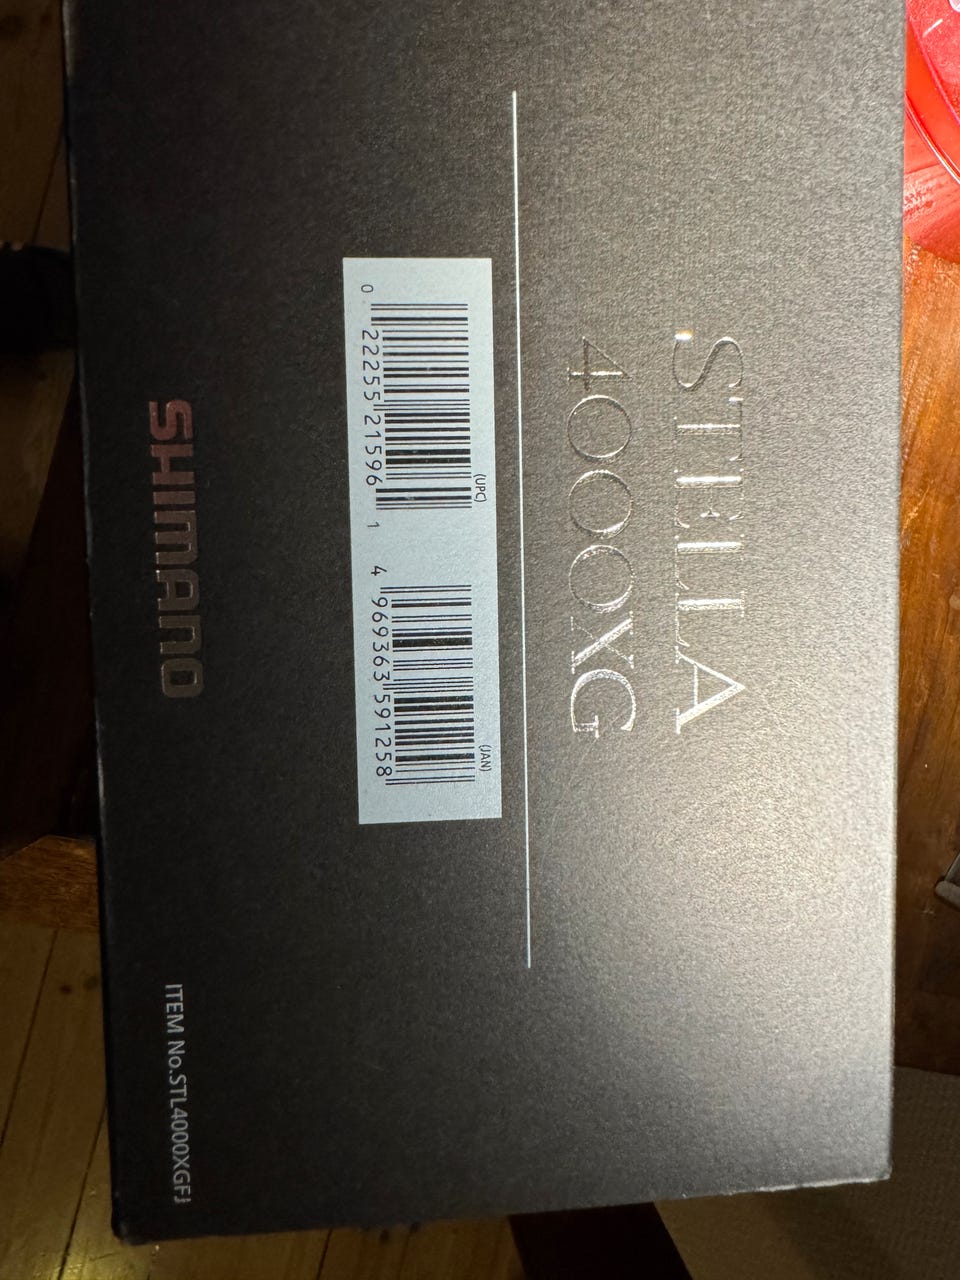 STELLA
4000XG
(UPC) (JAN)
0 22255 21596 1 4 969363 591258
SHIMANO
ITEM No.STL4000XGFJ